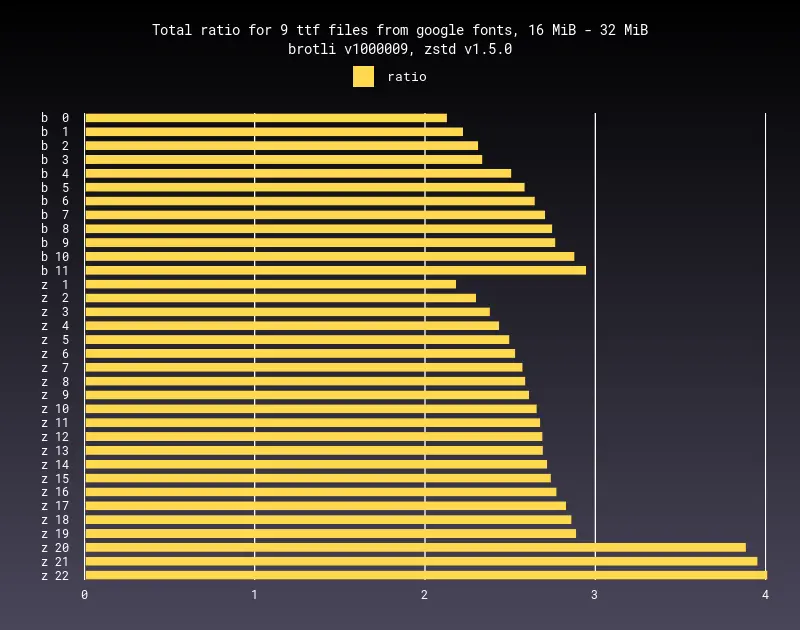 Total ratio for 9 ttf files from google fonts, 16 MiB - 32 MiB
brotli v1000009, zstd v1.5.0
ratio
b 0
b 1
b 2
b 3
b 4
b 5
b 6
b 7
b 8
b 9
b 10
b 11
z 1
z 2
z 3
z 4
z 5
z 6
z 7
z 8
z 9
z 10
z 11
z 12
z 13
z 14
z 15
z 16
z 17
z 18
z 19
z 20
z 21
z 22
0 1 2 3 4